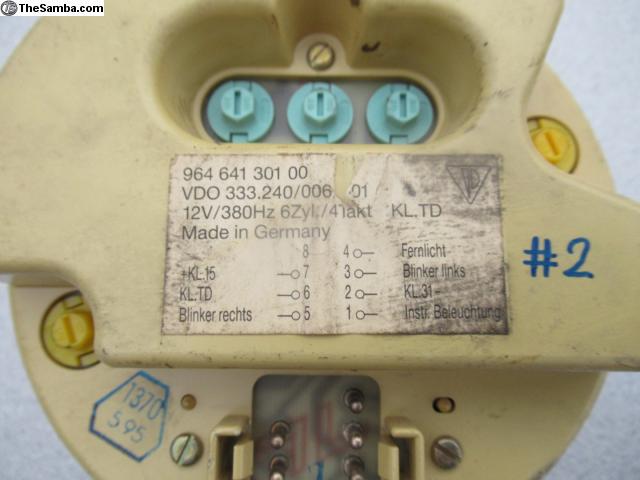 TheSamba.com
964 641 301 00
VDO 333.240/006 01
12V/380Hz 6Zyl./4Takt KL.TD
Made in Germany
8 4 Fernlicht
+KL.15 7 3 Blinker links
KL.TD 6 2 KL.31-
Blinker rechts 5 1 Instr. Beleuchtung
#2
1370
595